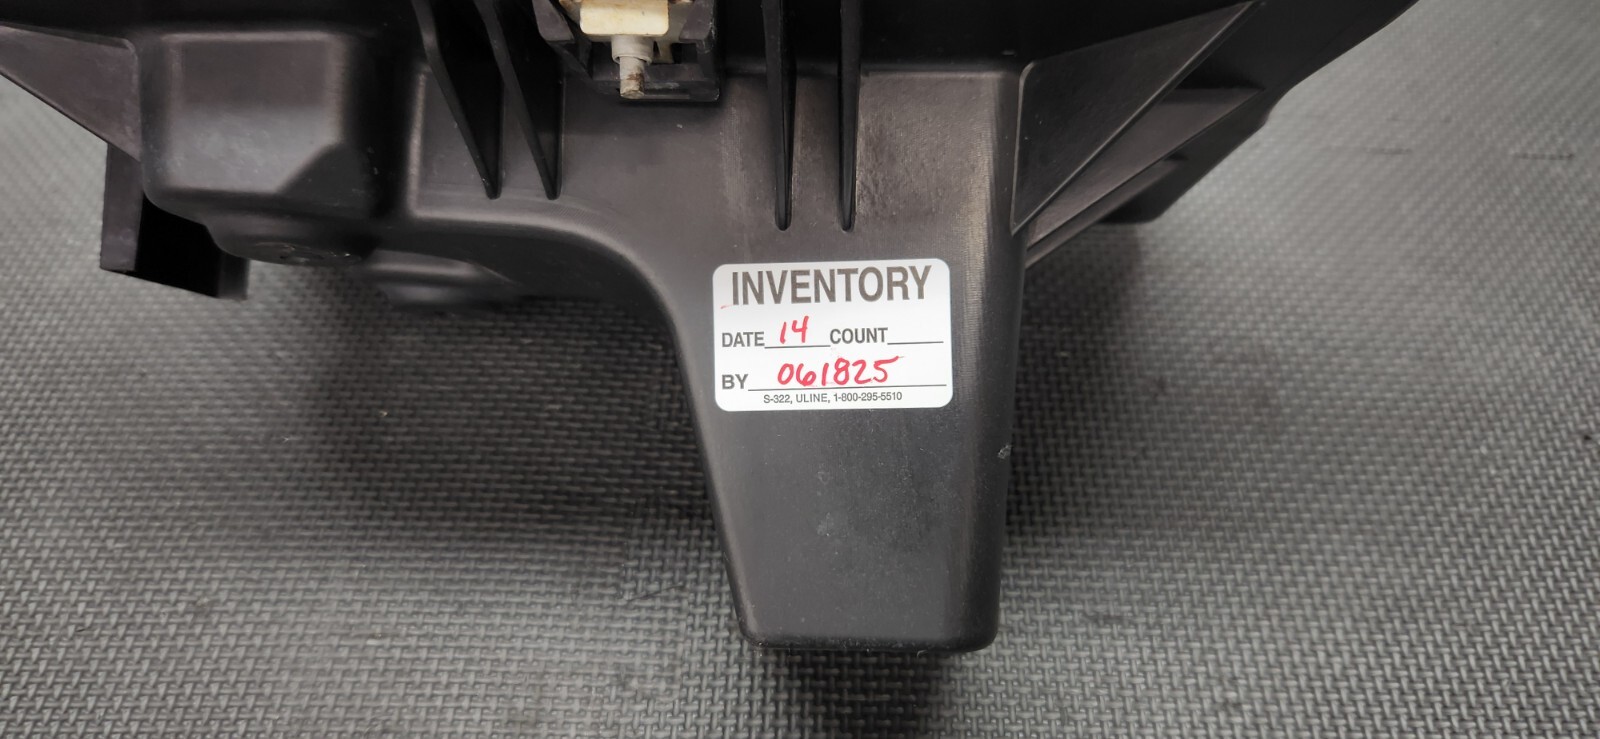 INVENTORY
DATE 14 COUNT
BY 061825
S-322, ULINE, 1-800-295-5510